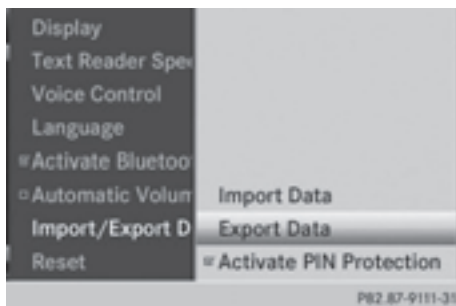 Display
Text Reader Spe
Voice Control
Language
Activate Bluetoo
Automatic Volum
Import/Export D
Reset
Import Data
Export Data
Activate PIN Protection
P82.87-9111-31